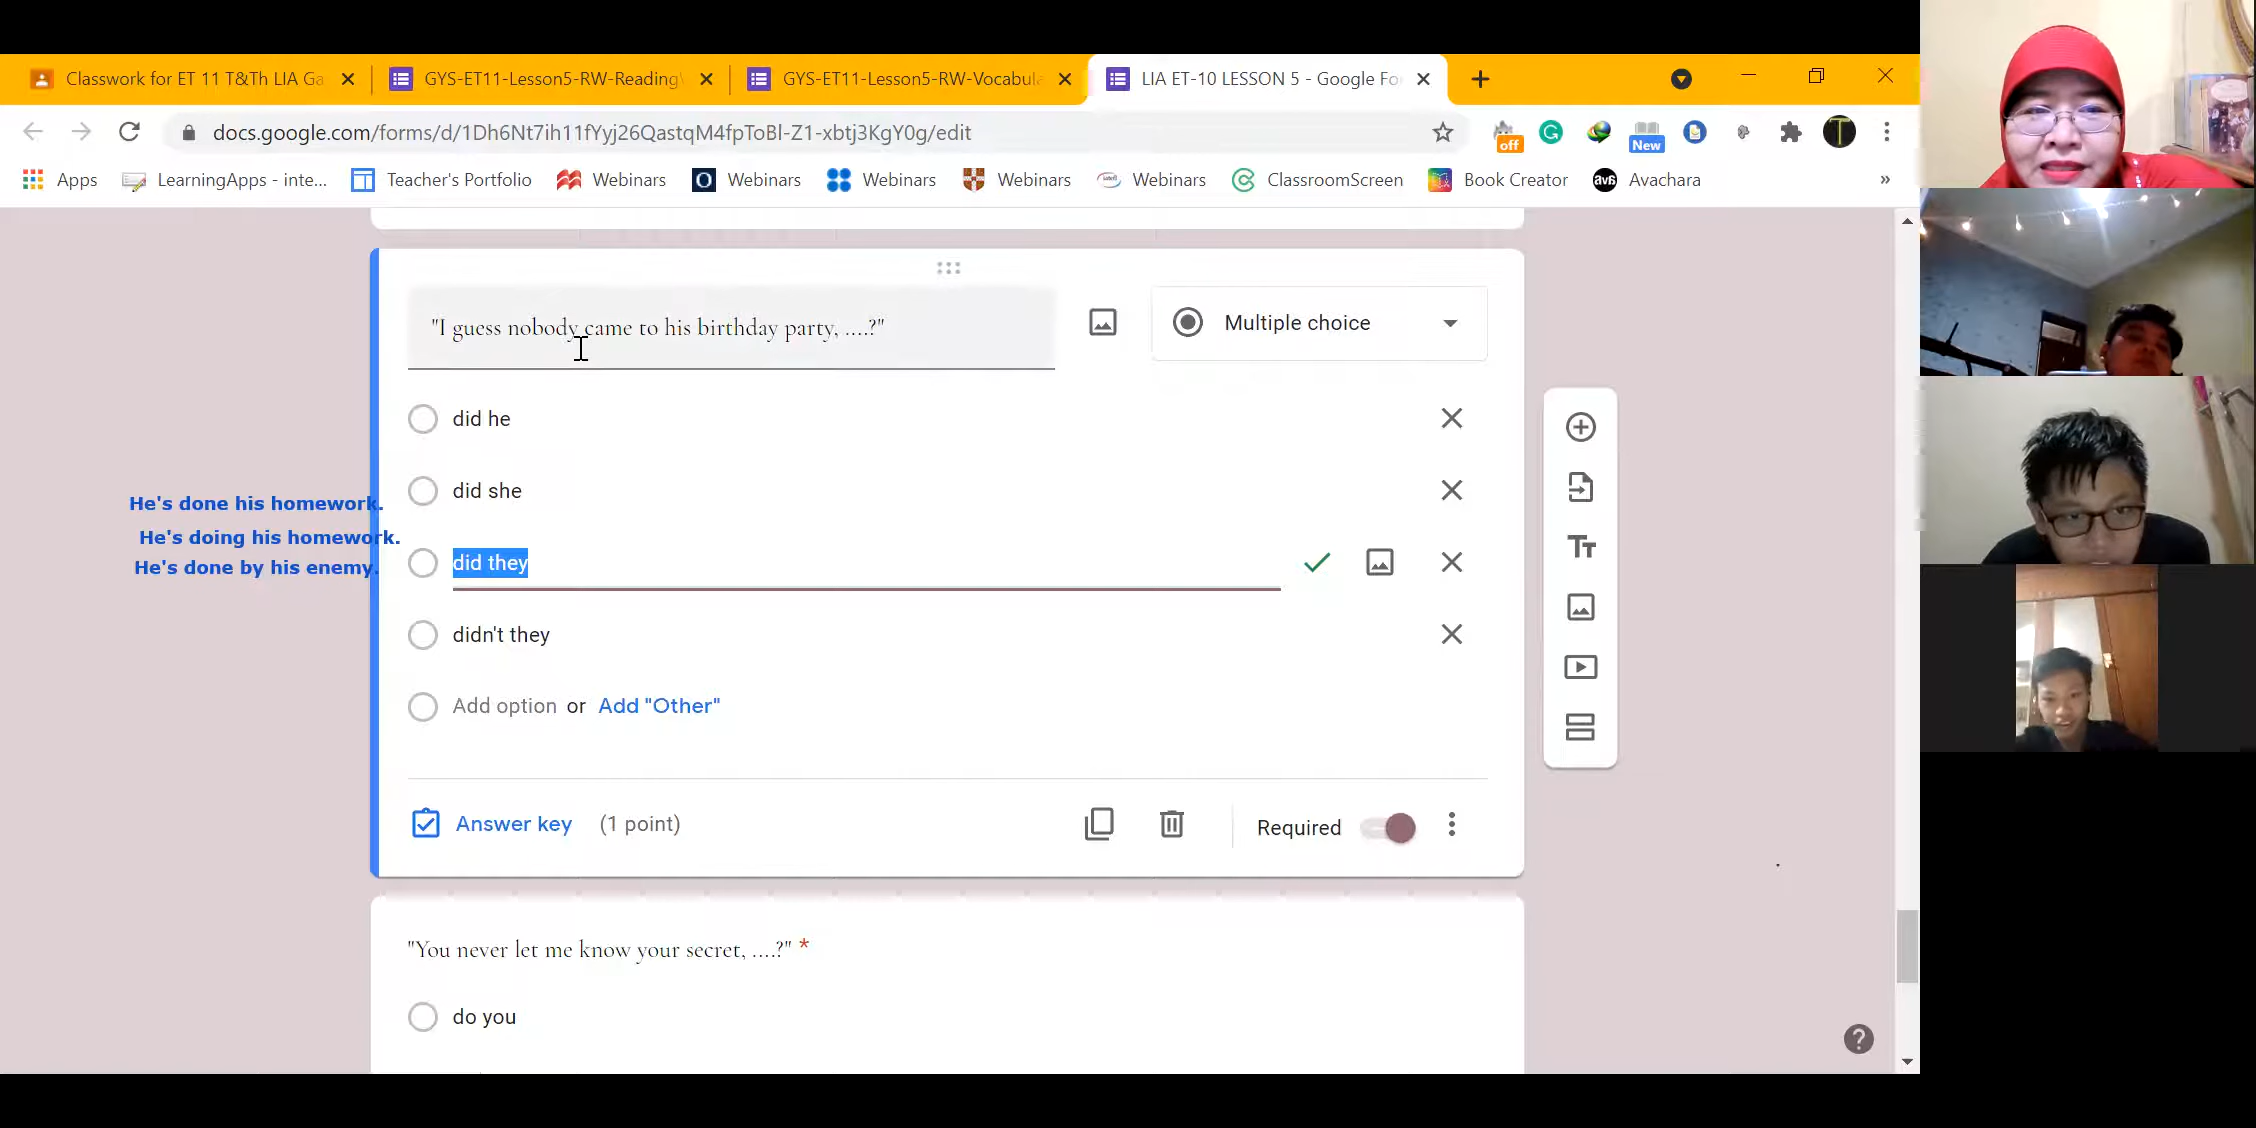 Classwork for ET 11 T&Th LIA Ga
GYS-ET11-Lesson5-RW-Reading
GYS-ET11-Lesson5-RW-Vocabula
LIA ET-10 LESSON 5 - Google Fo
docs.google.com/forms/d/1Dh6Nt7ih11fYyj26QastqM4fpToBl-Z1-xbtj3KgY0g/edit
off
New
T
Apps
LearningApps - inte...
Teacher's Portfolio
Webinars
Webinars
Webinars
Webinars
Webinars
ClassroomScreen
Book Creator
Avachara
"I guess nobody came to his birthday party, ....?"
Multiple choice
did he
did she
He's done his homework.
He's doing his homework.
He's done by his enemy.
did they
didn't they
Add option or Add "Other"
Answer key (1 point)
Required
"You never let me know your secret, ....?" *
do you